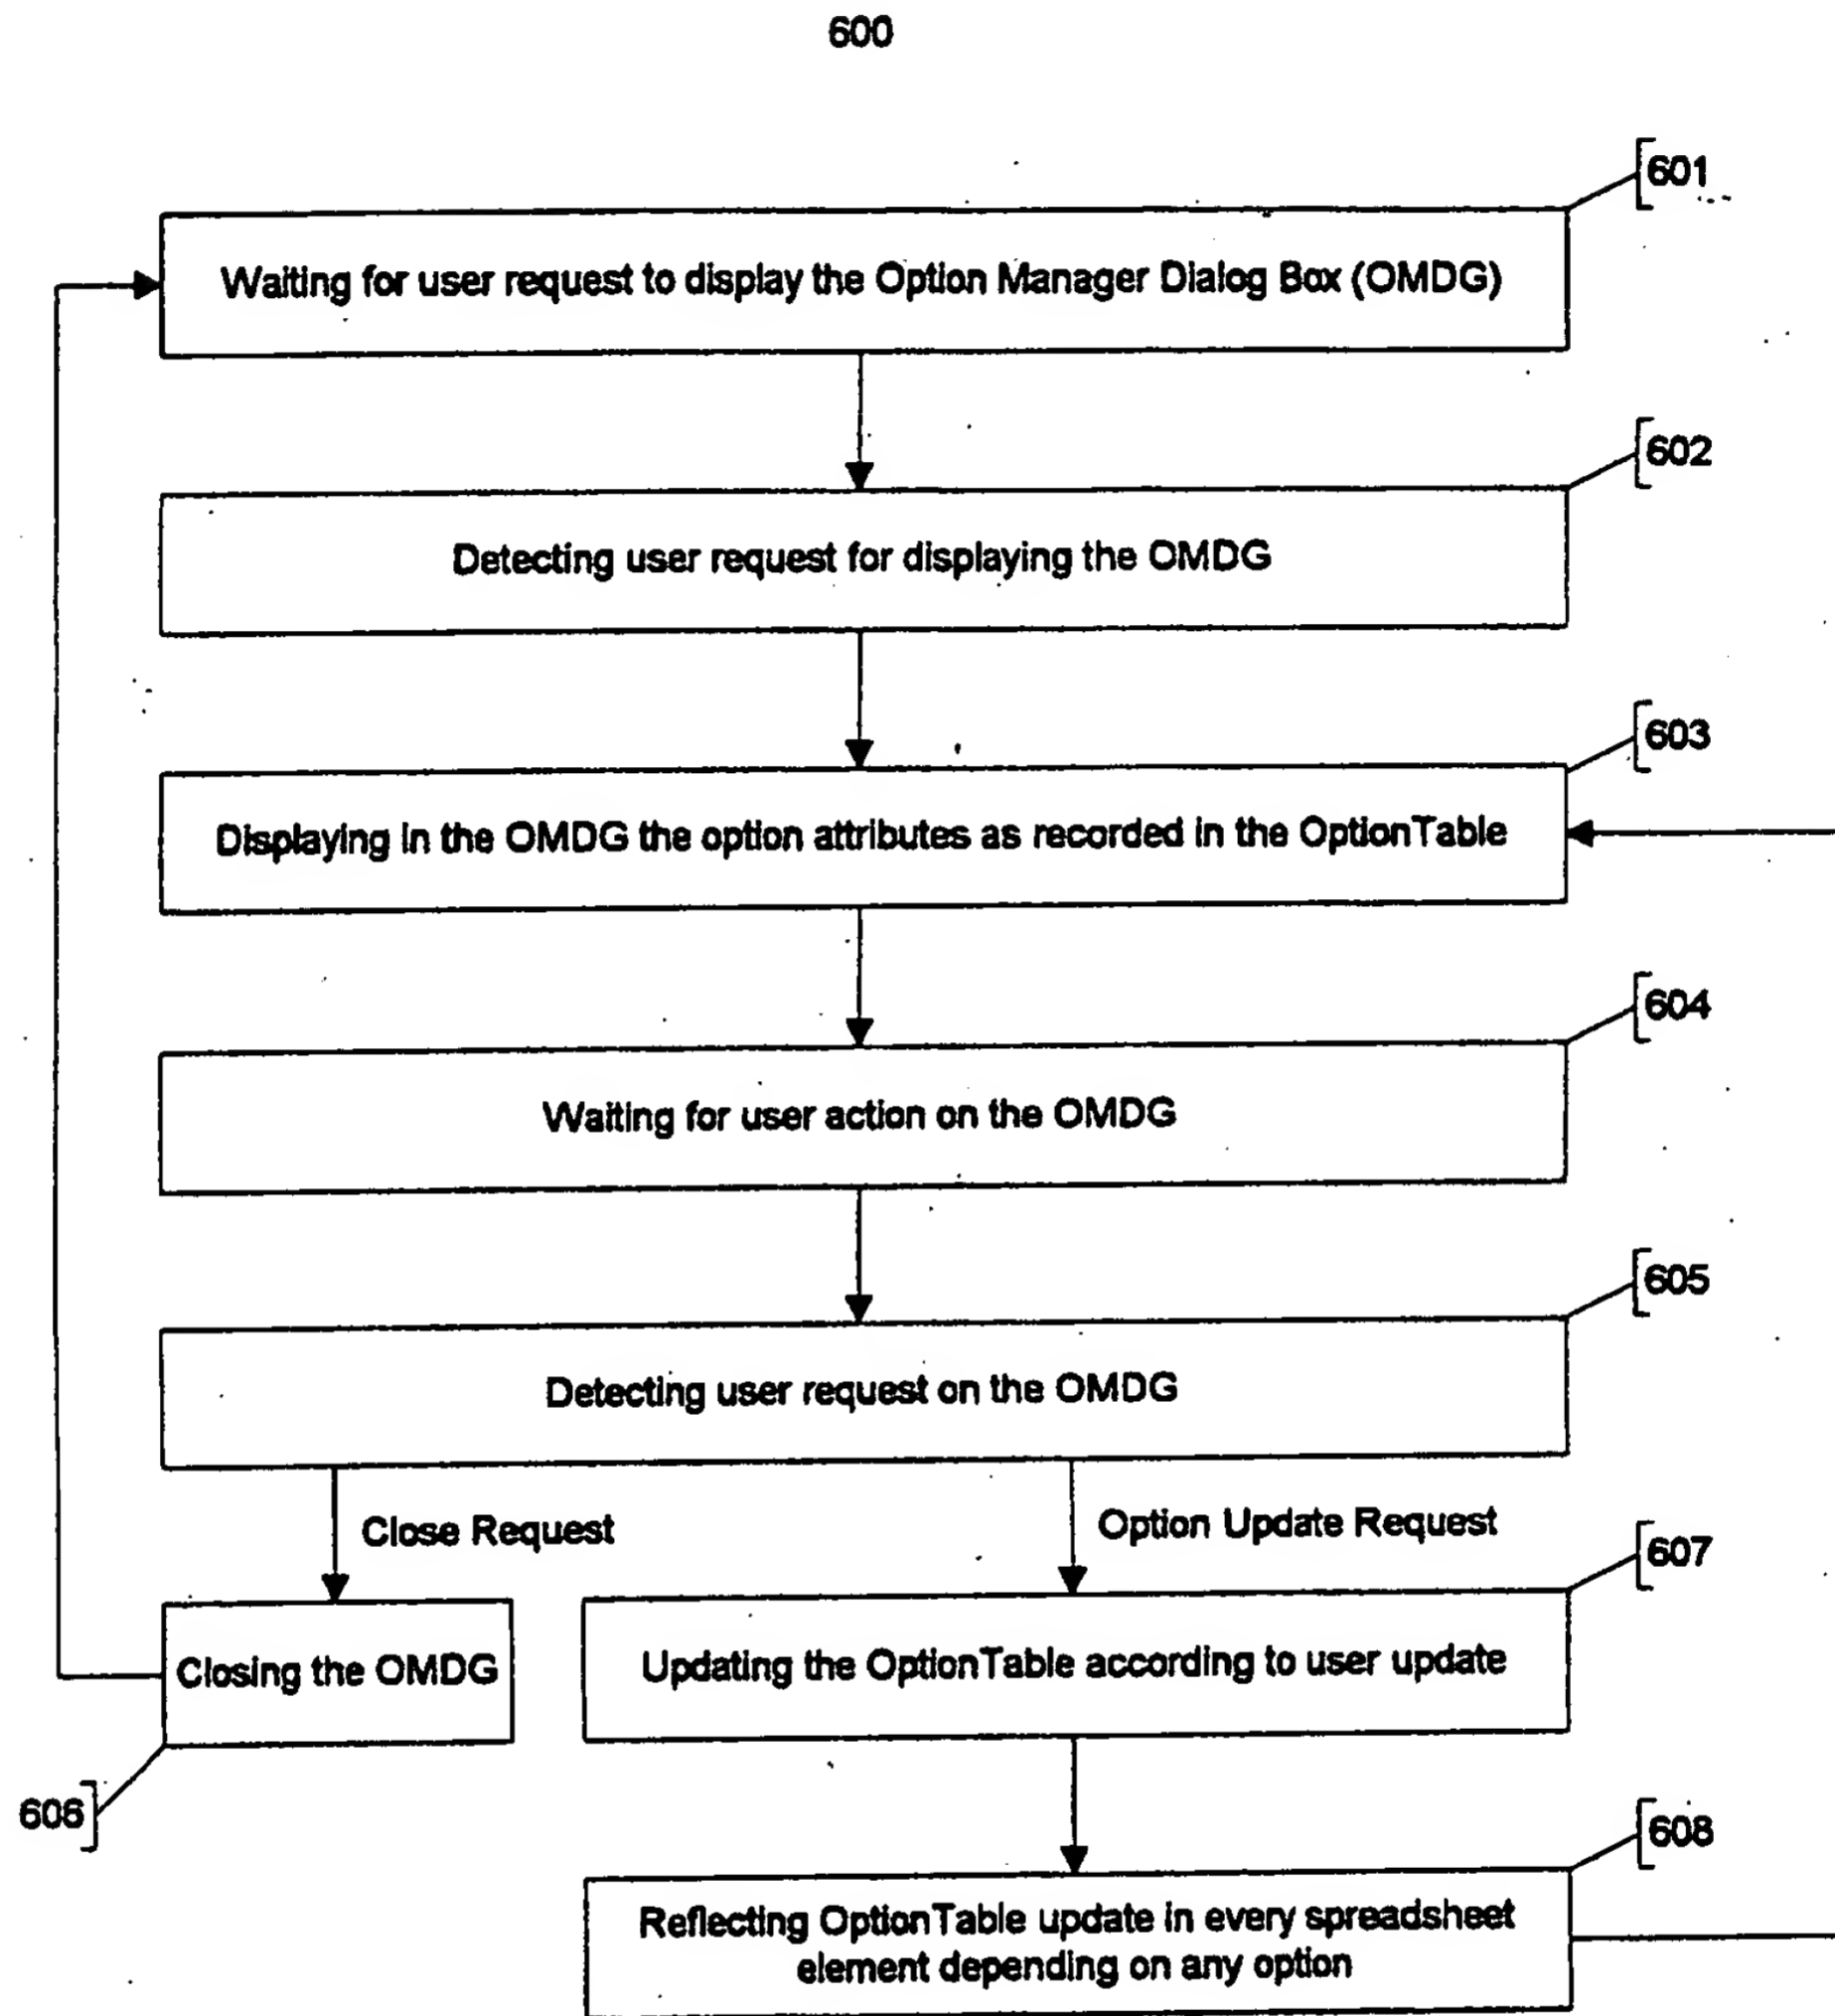 600
601
Waiting for user request to display the Option Manager Dialog Box (OMDG)
602
Detecting user request for displaying the OMDG
603
Displaying in the OMDG the option attributes as recorded in the OptionTable
604
Waiting for user action on the OMDG
605
Detecting user request on the OMDG
Close Request
Option Update Request
607
Closing the OMDG
Updating the OptionTable according to user update
606
608
Reflecting OptionTable update in every spreadsheet
element depending on any option